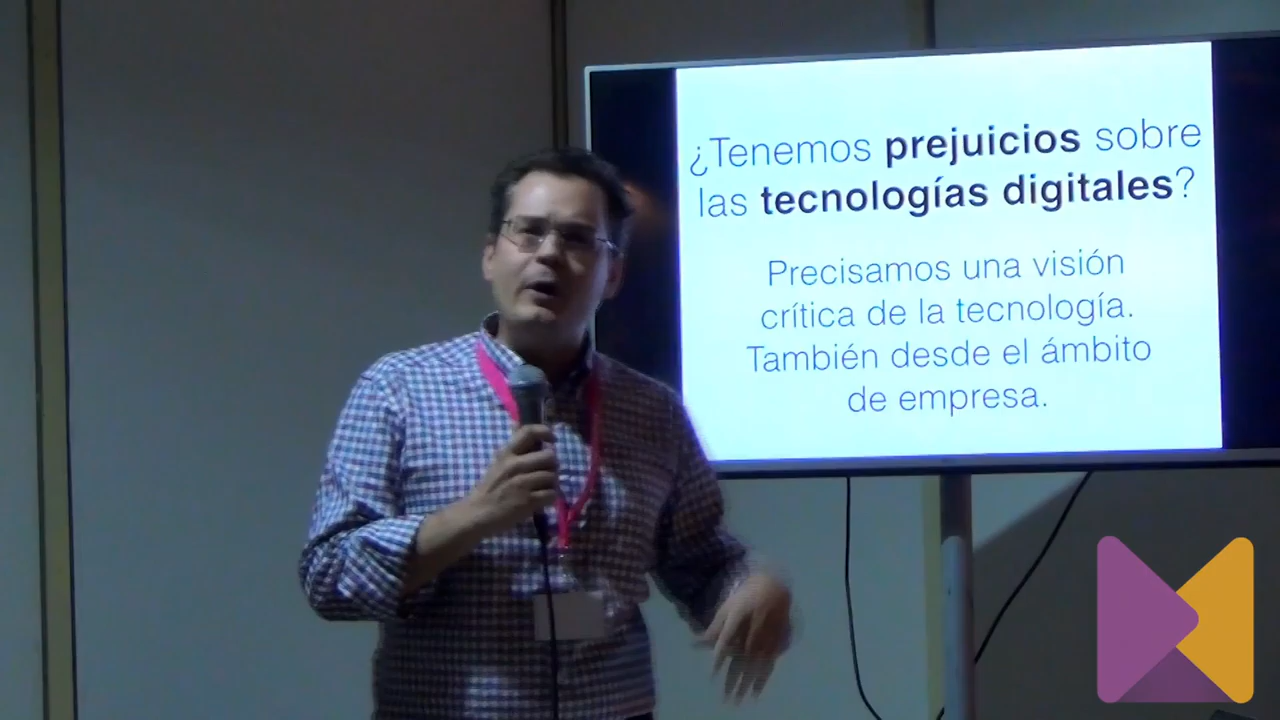 ¿Tenemos prejuicios sobre
las tecnologías digitales?
Precisamos una visión
crítica de la tecnología.
También desde el ámbito
de empresa.